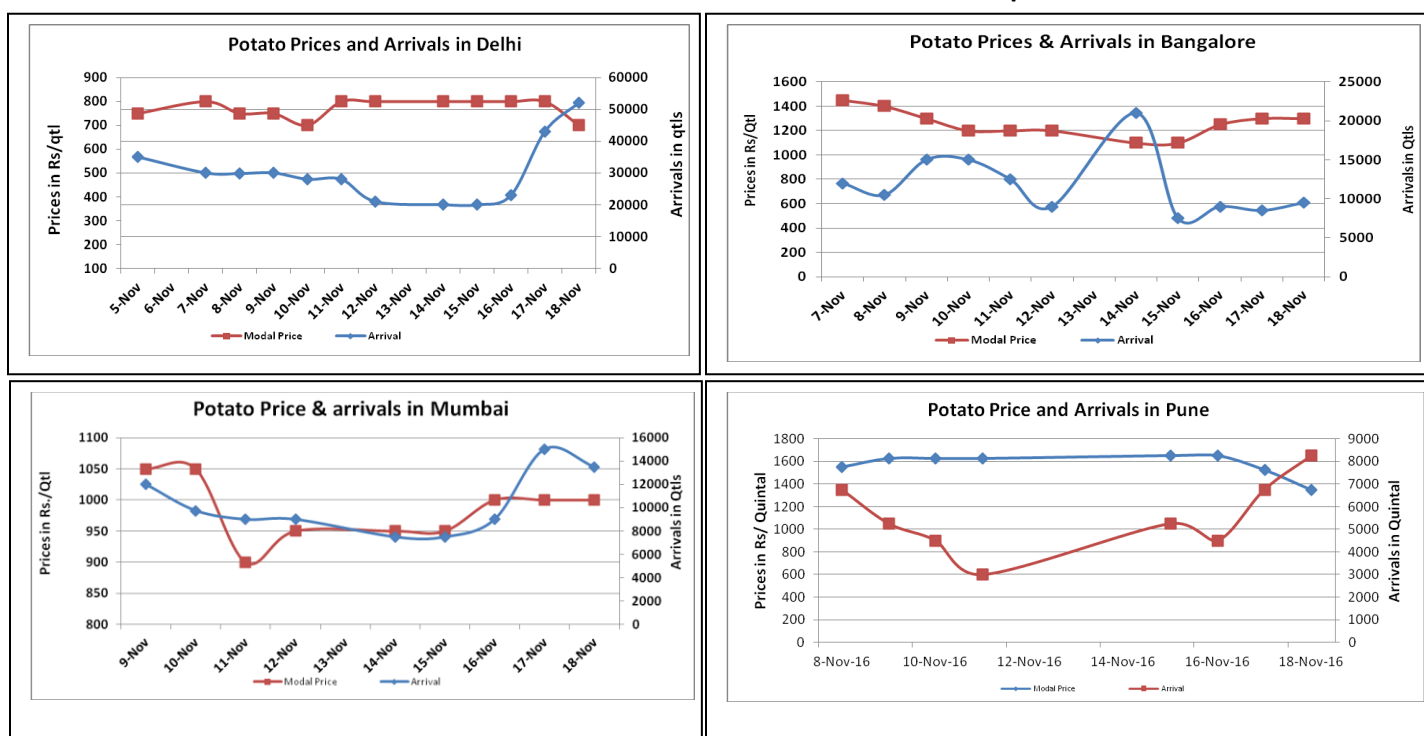 Potato Prices and Arrivals in Delhi
Prices in Rs/qtl
900
800
700
600
500
400
300
200
100
60000
50000
40000
30000
20000
10000
0
Arrivals in qtls
5-Nov
6-Nov
7-Nov
8-Nov
9-Nov
10-Nov
11-Nov
12-Nov
13-Nov
14-Nov
15-Nov
16-Nov
17-Nov
18-Nov
Modal Price
Arrival
Potato Prices & Arrivals in Bangalore
Prices in Rs/Qtl
1600
1400
1200
1000
800
600
400
200
0
25000
20000
15000
10000
5000
0
Arrivals in Qtls
7-Nov
8-Nov
9-Nov
10-Nov
11-Nov
12-Nov
13-Nov
14-Nov
15-Nov
16-Nov
17-Nov
18-Nov
Modal Price
Arrival
Potato Price & arrivals in Mumbai
Prices in Rs./Qtl
1100
1050
1000
950
900
850
800
16000
14000
12000
10000
8000
6000
4000
2000
0
Arrivals in Qtls
9-Nov
10-Nov
11-Nov
12-Nov
13-Nov
14-Nov
15-Nov
16-Nov
17-Nov
18-Nov
Modal Price
Arrival
Potato Price and Arrivals in Pune
Prices in Rs/ Quintal
1800
1600
1400
1200
1000
800
600
400
200
0
9000
8000
7000
6000
5000
4000
3000
2000
1000
0
Arrivals in Quintal
8-Nov-16
10-Nov-16
12-Nov-16
14-Nov-16
16-Nov-16
18-Nov-16
Modal Price
Arrival